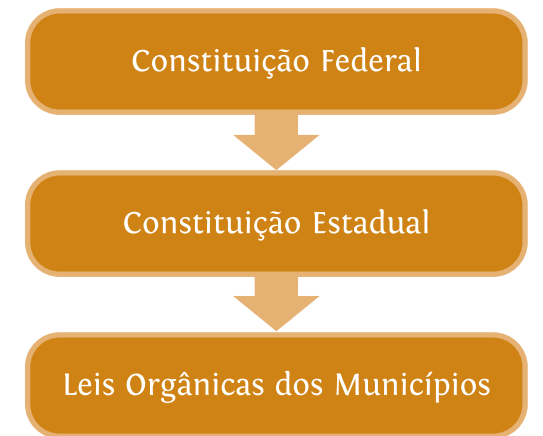 Constituição Federal
Constituição Estadual
Leis Orgânicas dos Municípios